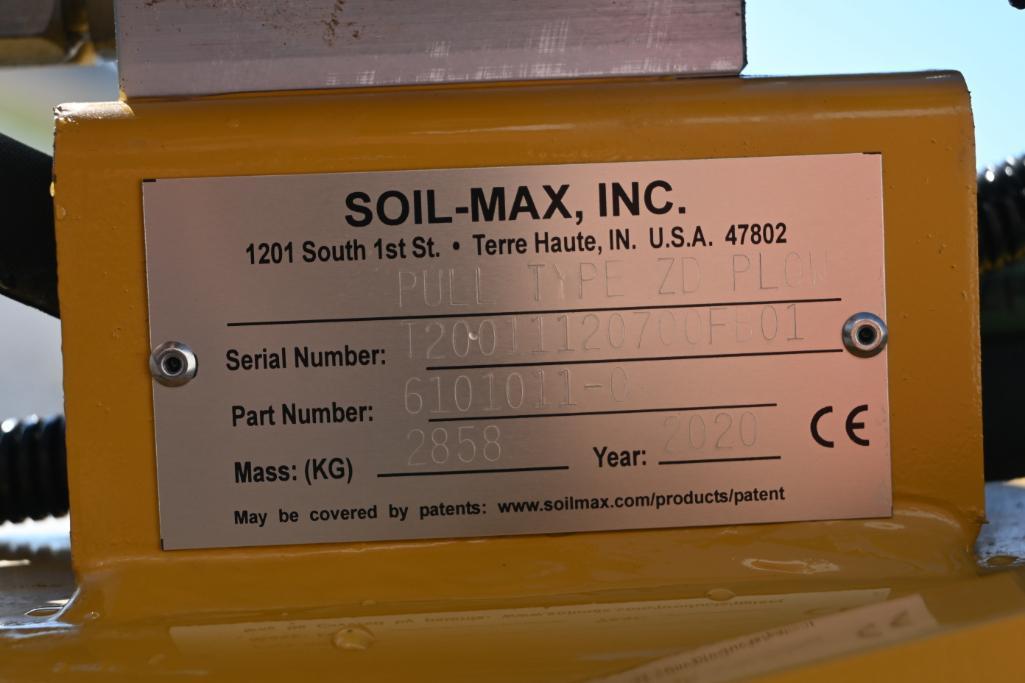 SOIL-MAX, INC.
1201 South 1st St. • Terre Haute, IN. U.S.A. 47802
PULL TYPE ZD PLOW
Serial Number:
Part Number: 6101011-0
Mass: (KG) 2858 Year: 2020
CE
May be covered by patents: www.soilmax.com/products/patent